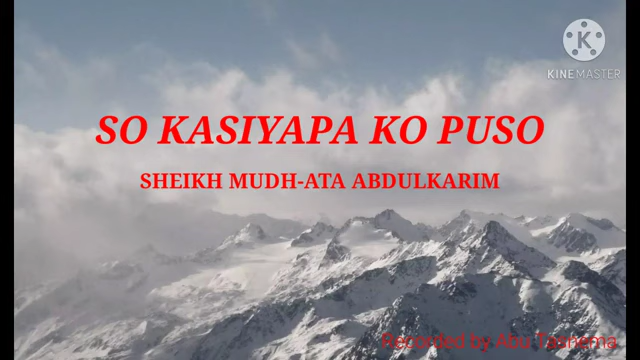 KINEMASTER
SO KASIYAPA KO PUSO
SHEIKH MUDH-ATA ABDULKARIM
Recorded by Abu Tasnema